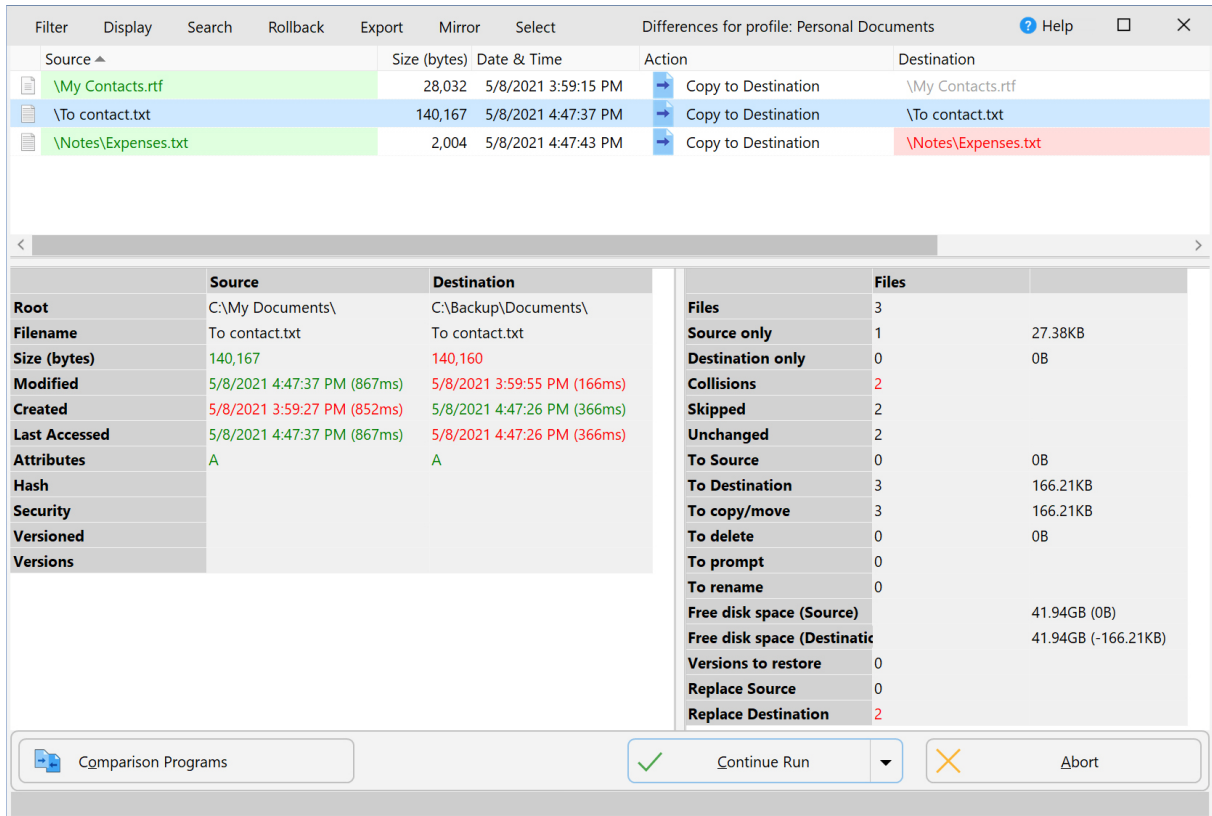 Filter Display Search Rollback Export Mirror Select Differences for profile: Personal Documents ? Help
Source Size (bytes) Date & Time Action Destination
\My Contacts.rtf 28,032 5/8/2021 3:59:15 PM Copy to Destination \My Contacts.rtf
\To contact.txt 140,167 5/8/2021 4:47:37 PM Copy to Destination \To contact.txt
\Notes\Expenses.txt 2,004 5/8/2021 4:47:43 PM Copy to Destination \Notes\Expenses.txt
Source Destination
Root C:\My Documents\ C:\Backup\Documents\
Filename To contact.txt To contact.txt
Size (bytes) 140,167 140,160
Modified 5/8/2021 4:47:37 PM (867ms) 5/8/2021 3:59:55 PM (166ms)
Created 5/8/2021 3:59:27 PM (852ms) 5/8/2021 4:47:26 PM (366ms)
Last Accessed 5/8/2021 4:47:37 PM (867ms) 5/8/2021 4:47:26 PM (366ms)
Attributes A A
Hash
Security
Versioned
Versions
Files
Files 3
Source only 1 27.38KB
Destination only 0 0B
Collisions 2
Skipped 2
Unchanged 2
To Source 0 0B
To Destination 3 166.21KB
To copy/move 3 166.21KB
To delete 0 0B
To prompt 0
To rename 0
Free disk space (Source) 41.94GB (0B)
Free disk space (Destinatic 41.94GB (-166.21KB)
Versions to restore 0
Replace Source 0
Replace Destination 2
Comparison Programs Continue Run Abort